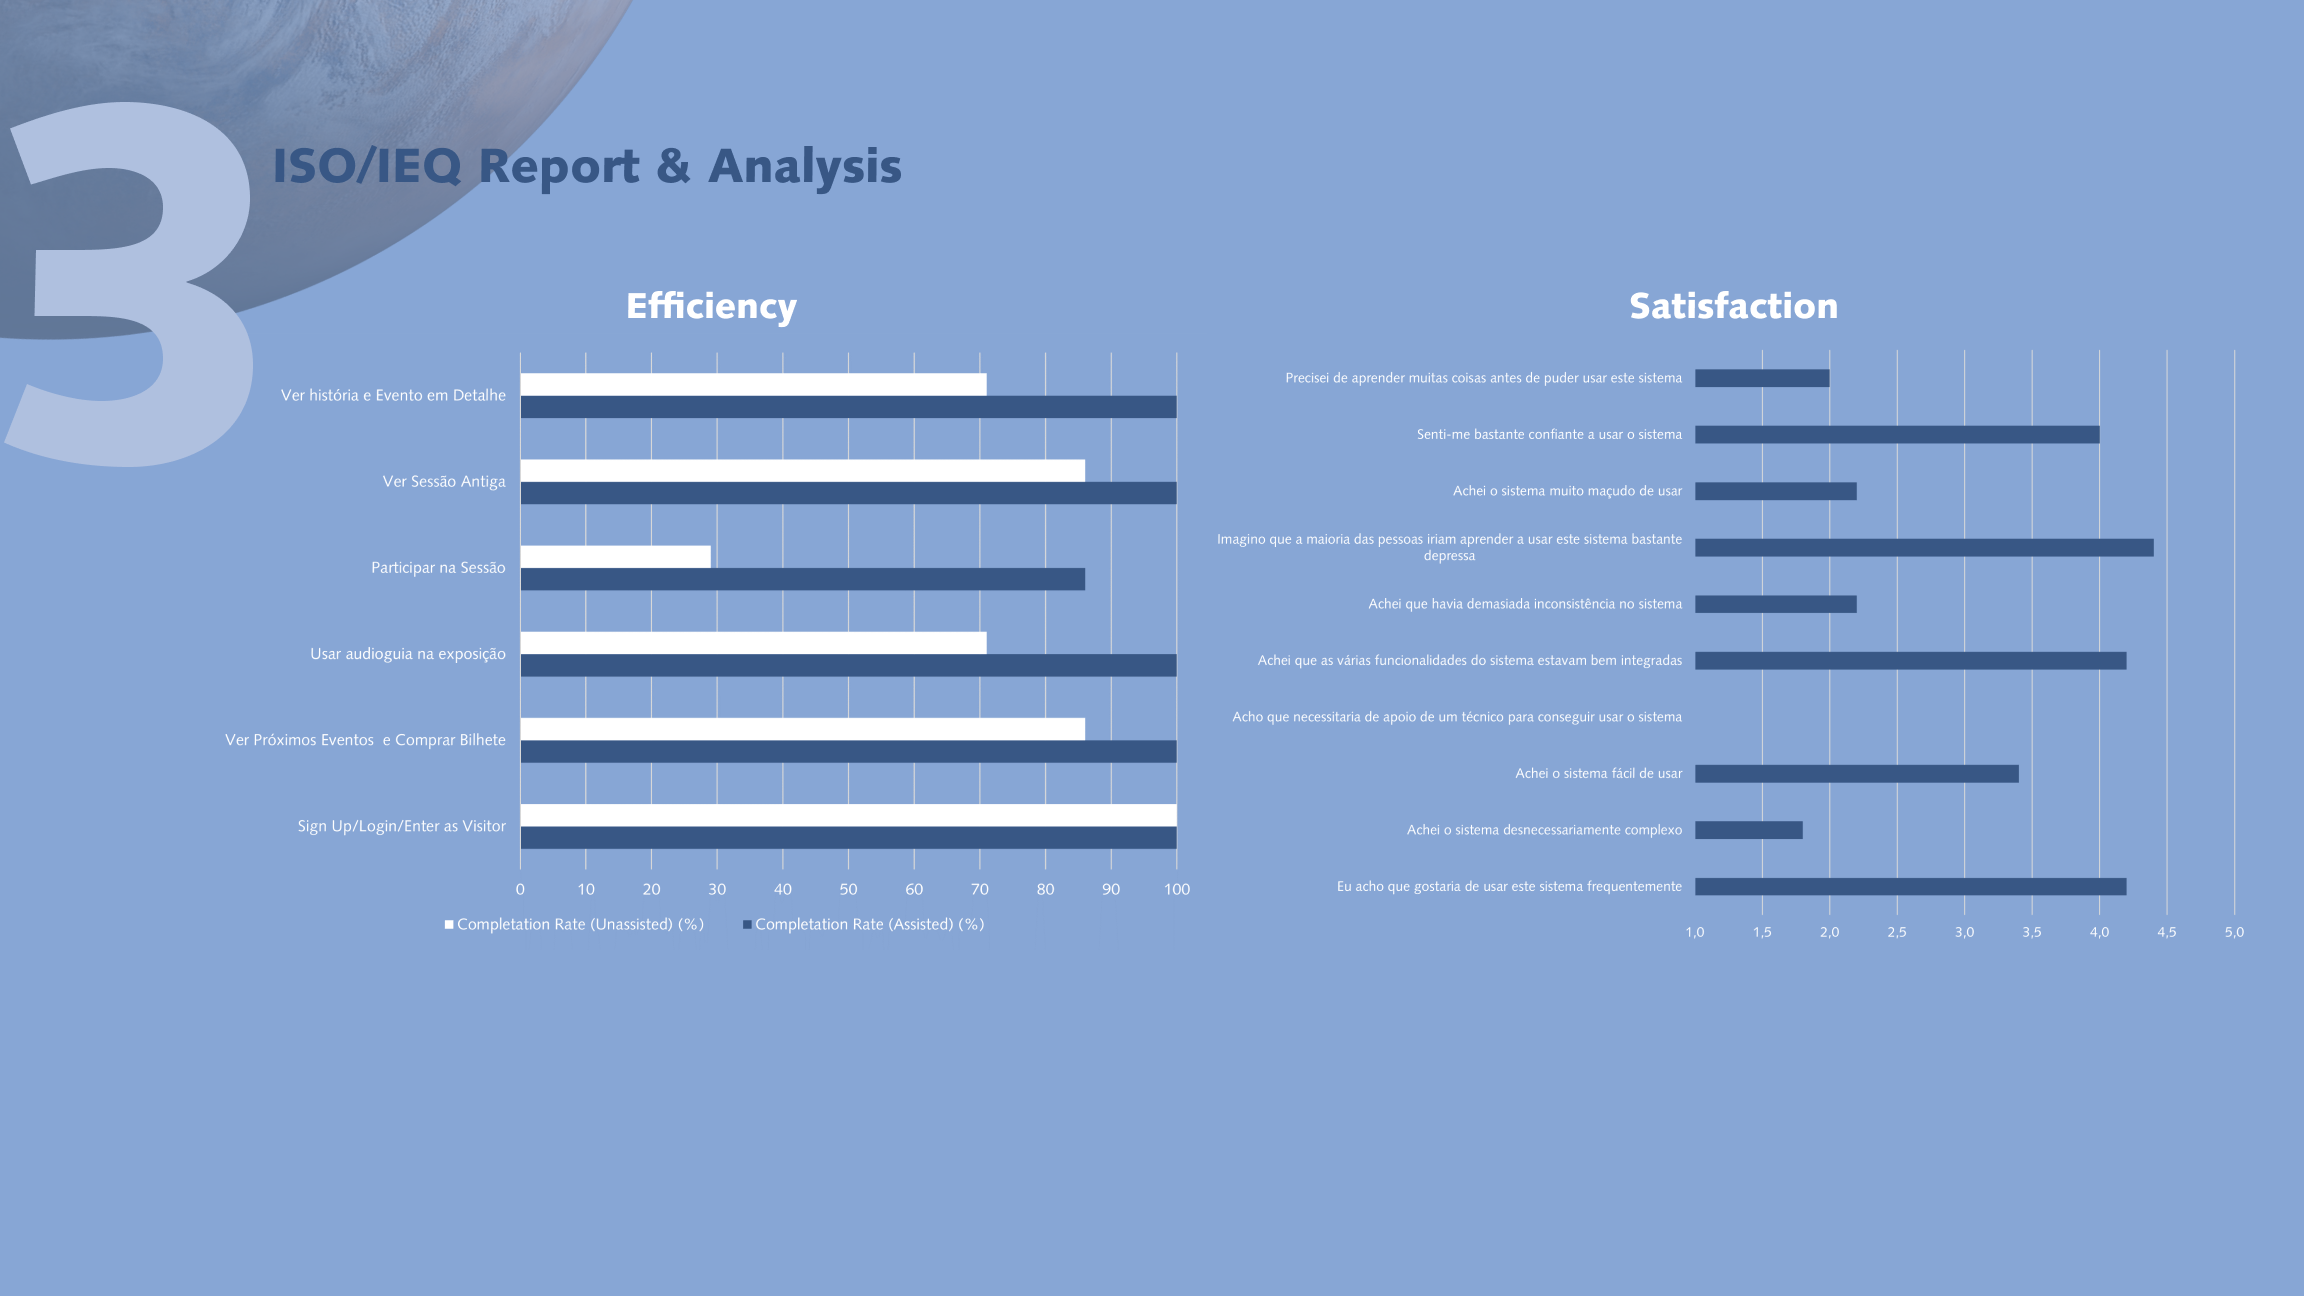 3
ISO/IEQ Report & Analysis
Efficiency
Ver história e Evento em Detalhe
Ver Sessão Antiga
Participar na Sessão
Usar audioguia na exposição
Ver Próximos Eventos  e Comprar Bilhete
Sign Up/Login/Enter as Visitor
0 10 20 30 40 50 60 70 80 90 100
Completation Rate (Unassisted) (%) Completation Rate (Assisted) (%)
Satisfaction
Precisei de aprender muitas coisas antes de puder usar este sistema
Senti-me bastante confiante a usar o sistema
Achei o sistema muito maçudo de usar
Imagino que a maioria das pessoas iriam aprender a usar este sistema bastante
depressa
Achei que havia demasiada inconsistência no sistema
Achei que as várias funcionalidades do sistema estavam bem integradas
Acho que necessitaria de apoio de um técnico para conseguir usar o sistema
Achei o sistema fácil de usar
Achei o sistema desnecessariamente complexo
Eu acho que gostaria de usar este sistema frequentemente
1,0 1,5 2,0 2,5 3,0 3,5 4,0 4,5 5,0